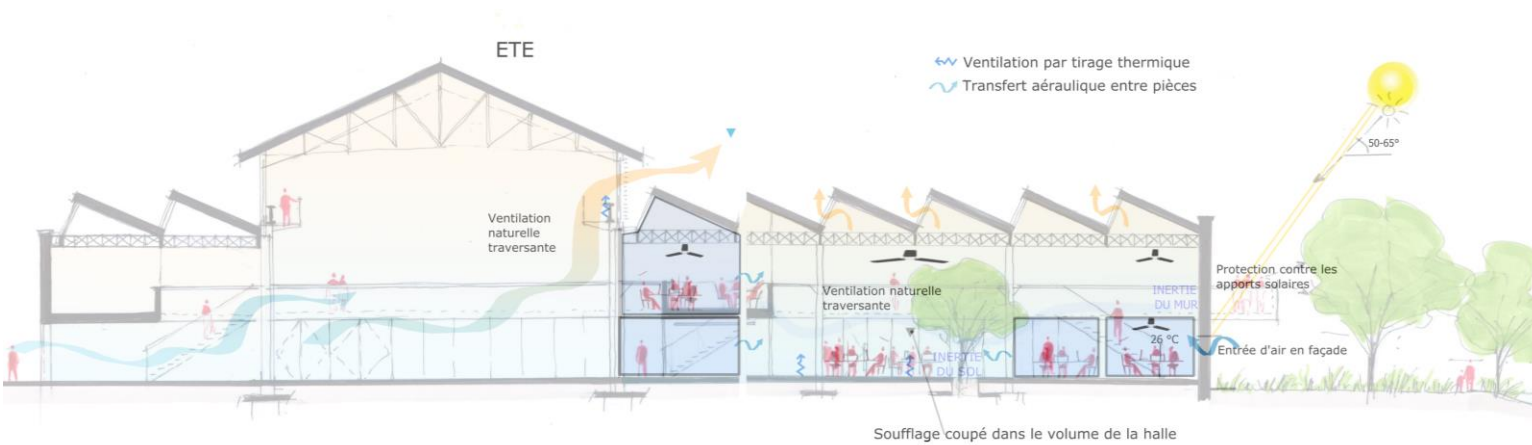 ETE
Ventilation par tirage thermique
Transfert aéraulique entre pièces
50-65°
Ventilation
naturelle
traversante
Ventilation naturelle
traversante
INERTIE
DU MUR
Protection contre les
apports solaires
26 °C
Entrée d'air en façade
INERTIE
DU SOL
Soufflage coupé dans le volume de la halle